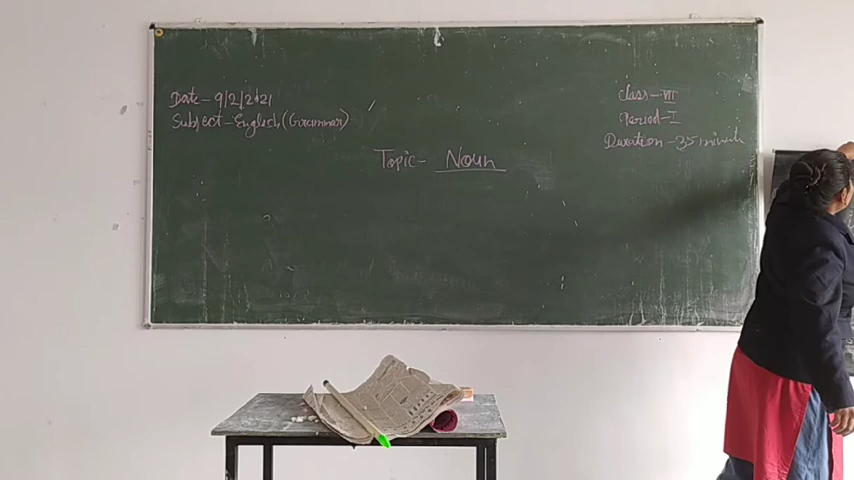 Date - 9/2/2021
Subject - English (Grammar)
Class - VII
Period - I
Duration - 35 minute
Topic - Noun